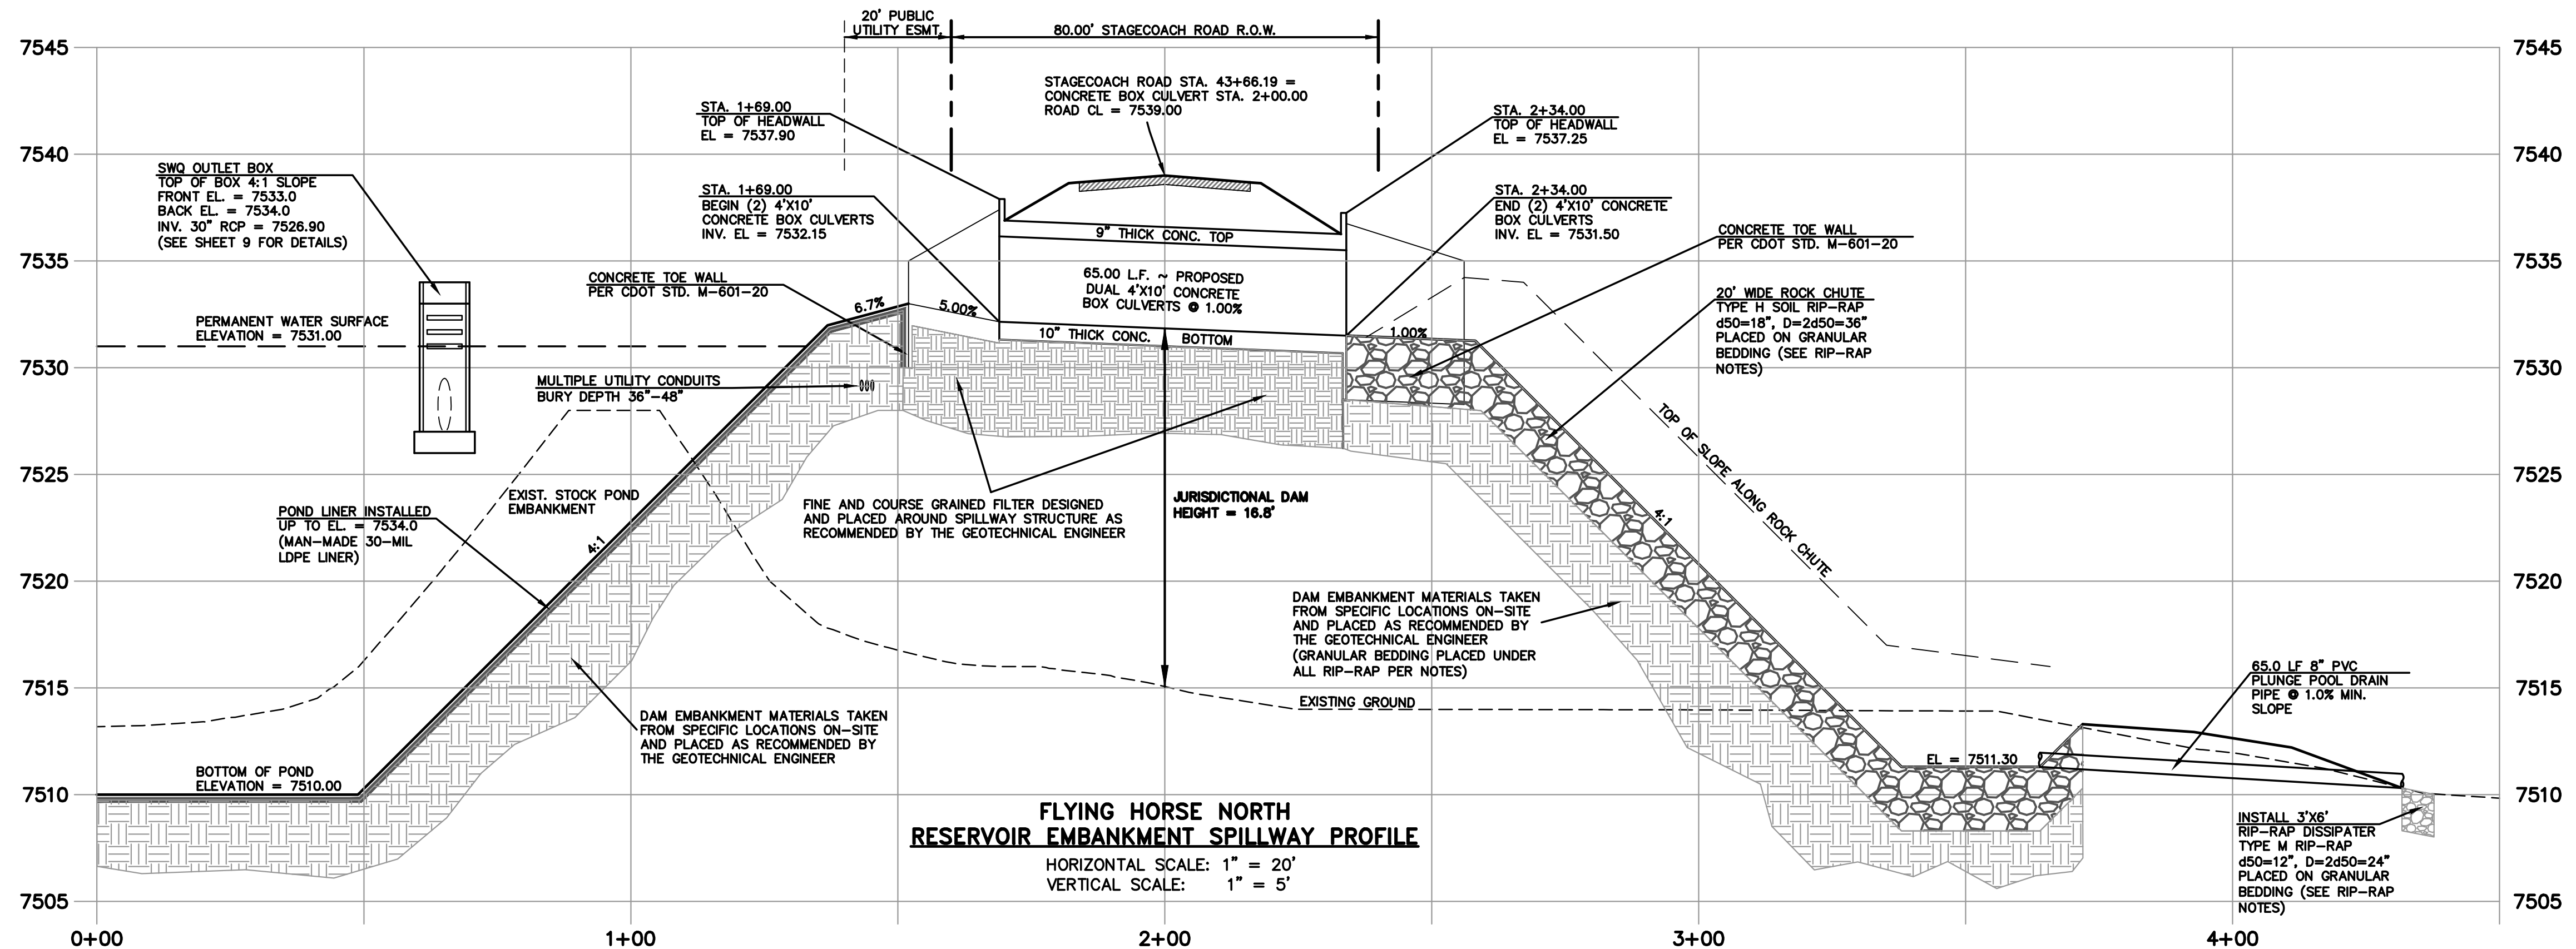 20' PUBLIC
UTILITY ESMT.
80.00' STAGECOACH ROAD R.O.W.
7545
7545
STAGECOACH ROAD STA. 43+66.19 =
CONCRETE BOX CULVERT STA. 2+00.00
ROAD CL = 7539.00
STA. 1+69.00
TOP OF HEADWALL
EL = 7537.90
STA. 2+34.00
TOP OF HEADWALL
EL = 7537.25
7540
7540
SWQ OUTLET BOX
TOP OF BOX 4:1 SLOPE
FRONT EL. = 7533.0
BACK EL. = 7534.0
INV. 30" RCP = 7526.90
(SEE SHEET 9 FOR DETAILS)
STA. 1+69.00
BEGIN (2) 4'X10'
CONCRETE BOX CULVERTS
INV. EL = 7532.15
STA. 2+34.00
END (2) 4'X10' CONCRETE
BOX CULVERTS
INV. EL = 7531.50
9" THICK CONC. TOP
CONCRETE TOE WALL
PER CDOT STD. M-601-20
7535
7535
CONCRETE TOE WALL
PER CDOT STD. M-601-20
65.00 L.F. ~ PROPOSED
DUAL 4'X10' CONCRETE
BOX CULVERTS @ 1.00%
20' WIDE ROCK CHUTE
TYPE H SOIL RIP-RAP
d50=18", D=2d50=36"
PLACED ON GRANULAR
BEDDING (SEE RIP-RAP
NOTES)
6.7%
5.00%
PERMANENT WATER SURFACE
ELEVATION = 7531.00
10" THICK CONC.
BOTTOM
1.00%
7530
7530
MULTIPLE UTILITY CONDUITS
BURY DEPTH 36"-48"
TOP OF SLOPE ALONG ROCK CHUTE
7525
7525
EXIST. STOCK POND
EMBANKMENT
FINE AND COURSE GRAINED FILTER DESIGNED
AND PLACED AROUND SPILLWAY STRUCTURE AS
RECOMMENDED BY THE GEOTECHNICAL ENGINEER
JURISDICTIONAL DAM
HEIGHT = 16.8'
POND LINER INSTALLED
UP TO EL. = 7534.0
(MAN-MADE 30-MIL
LDPE LINER)
4:1
4:1
7520
7520
DAM EMBANKMENT MATERIALS TAKEN
FROM SPECIFIC LOCATIONS ON-SITE
AND PLACED AS RECOMMENDED BY
THE GEOTECHNICAL ENGINEER
(GRANULAR BEDDING PLACED UNDER
ALL RIP-RAP PER NOTES)
65.0 LF 8" PVC
PLUNGE POOL DRAIN
PIPE @ 1.0% MIN.
SLOPE
7515
7515
EXISTING GROUND
DAM EMBANKMENT MATERIALS TAKEN
FROM SPECIFIC LOCATIONS ON-SITE
AND PLACED AS RECOMMENDED BY
THE GEOTECHNICAL ENGINEER
EL = 7511.30
BOTTOM OF POND
ELEVATION = 7510.00
7510
7510
INSTALL 3'X6'
RIP-RAP DISSIPATER
TYPE M RIP-RAP
d50=12", D=2d50=24"
PLACED ON GRANULAR
BEDDING (SEE RIP-RAP
NOTES)
FLYING HORSE NORTH
RESERVOIR EMBANKMENT SPILLWAY PROFILE
HORIZONTAL SCALE: 1" = 20'
VERTICAL SCALE: 1" = 5'
7505
7505
0+00
1+00
2+00
3+00
4+00